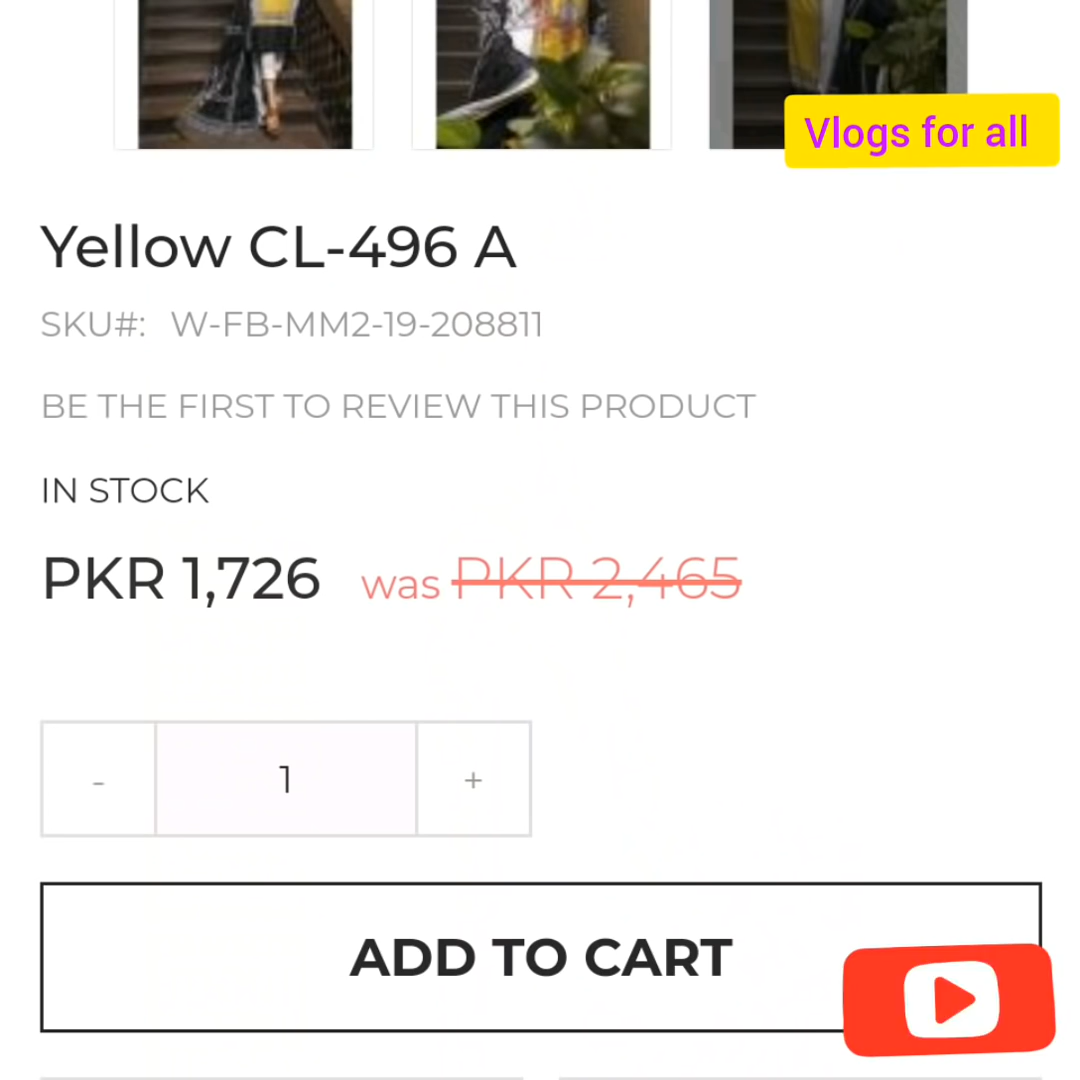 Vlogs for all
Yellow CL-496 A
SKU#: W-FB-MM2-19-208811
BE THE FIRST TO REVIEW THIS PRODUCT
IN STOCK
PKR 1,726 was PKR 2,465
- 1 +
ADD TO CART